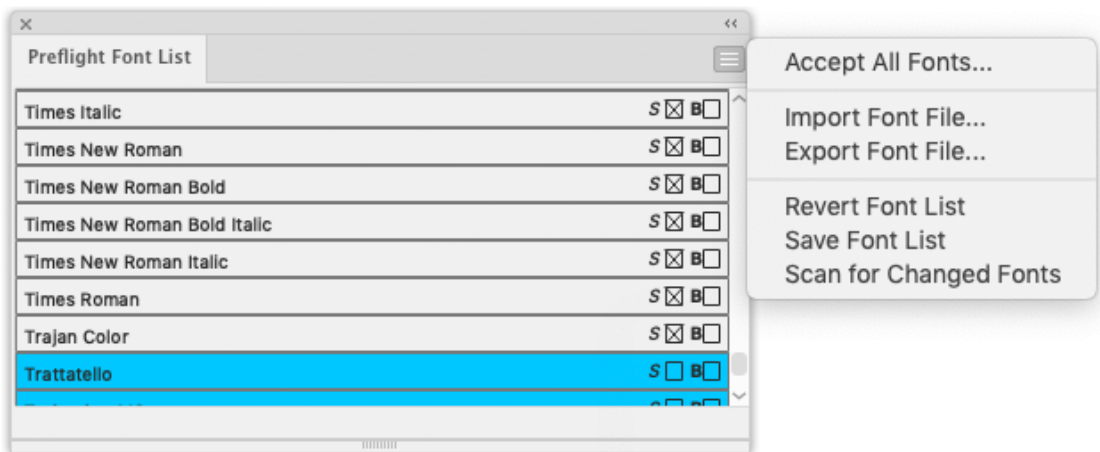 Preflight Font List
Times Italic S B
Times New Roman S B
Times New Roman Bold S B
Times New Roman Bold Italic S B
Times New Roman Italic S B
Times Roman S B
Trajan Color S B
Trattatello S B
S B
Accept All Fonts...
Import Font File...
Export Font File...
Revert Font List
Save Font List
Scan for Changed Fonts